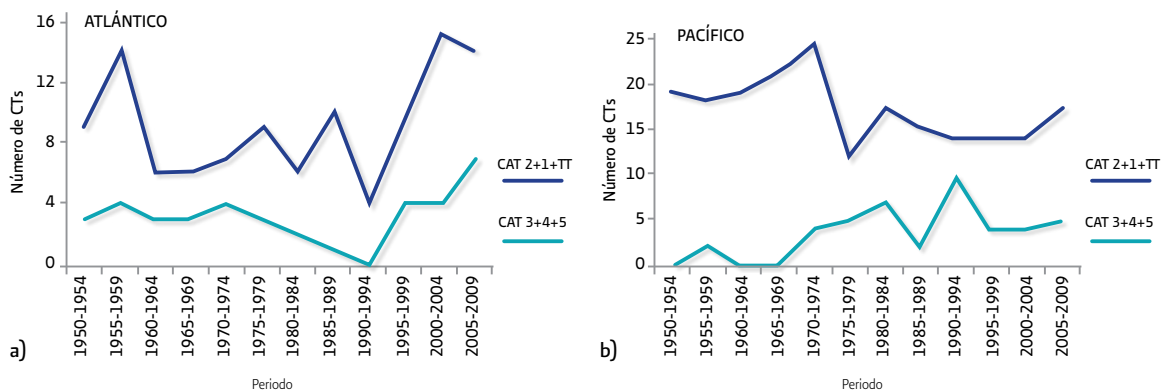 ATLÁNTICO
Número de CTs
16
12
8
4
0
1950-1954
1955-1959
1960-1964
1965-1969
1970-1974
1975-1979
1980-1984
1985-1989
1990-1994
1995-1999
2000-2004
2005-2009
CAT 2+1+TT
CAT 3+4+5
a)
Periodo
PACÍFICO
Número de CTs
25
20
15
10
5
0
1950-1954
1955-1959
1960-1964
1965-1969
1970-1974
1975-1979
1980-1984
1985-1989
1990-1994
1995-1999
2000-2004
2005-2009
CAT 2+1+TT
CAT 3+4+5
b)
Periodo